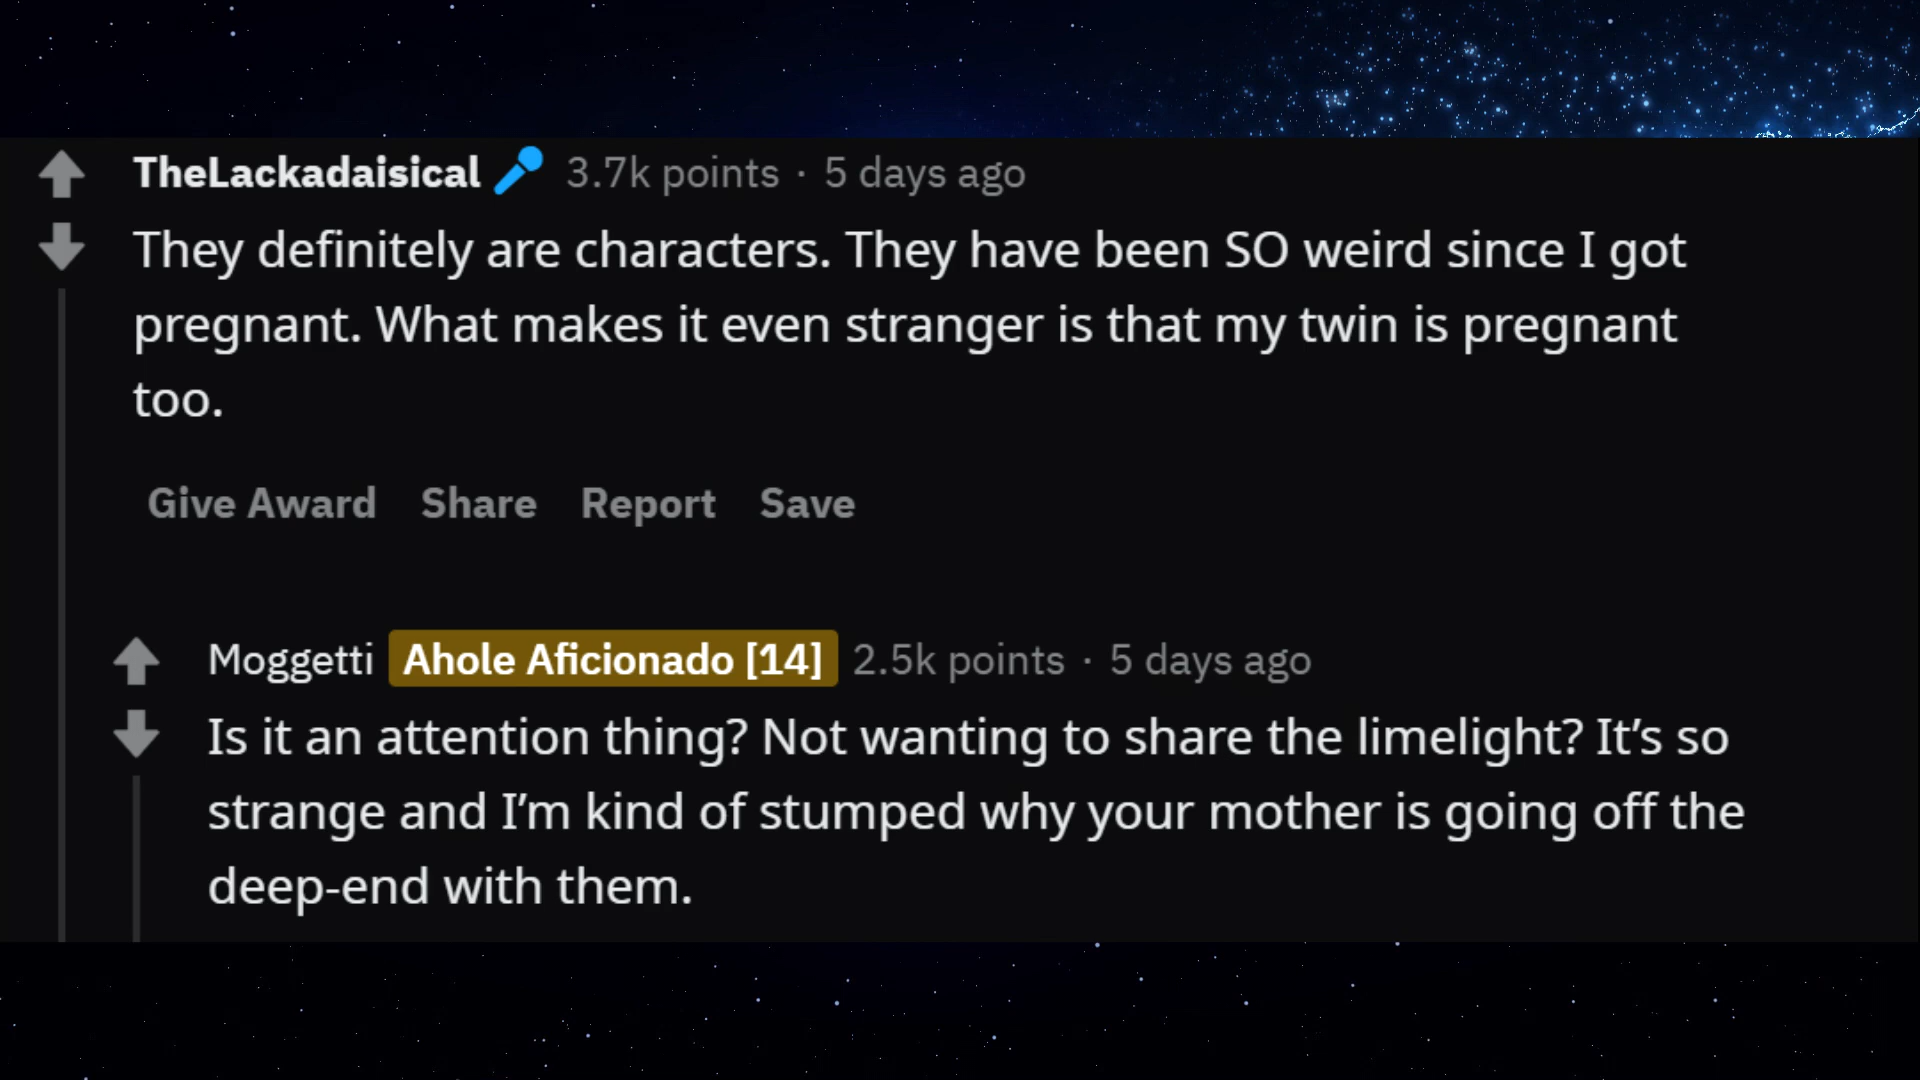 TheLackadaisical 3.7k points · 5 days ago
They definitely are characters. They have been SO weird since I got
pregnant. What makes it even stranger is that my twin is pregnant
too.
Give Award Share Report Save
Moggetti Ahole Aficionado [14] 2.5k points · 5 days ago
Is it an attention thing? Not wanting to share the limelight? It’s so
strange and I’m kind of stumped why your mother is going off the
deep-end with them.